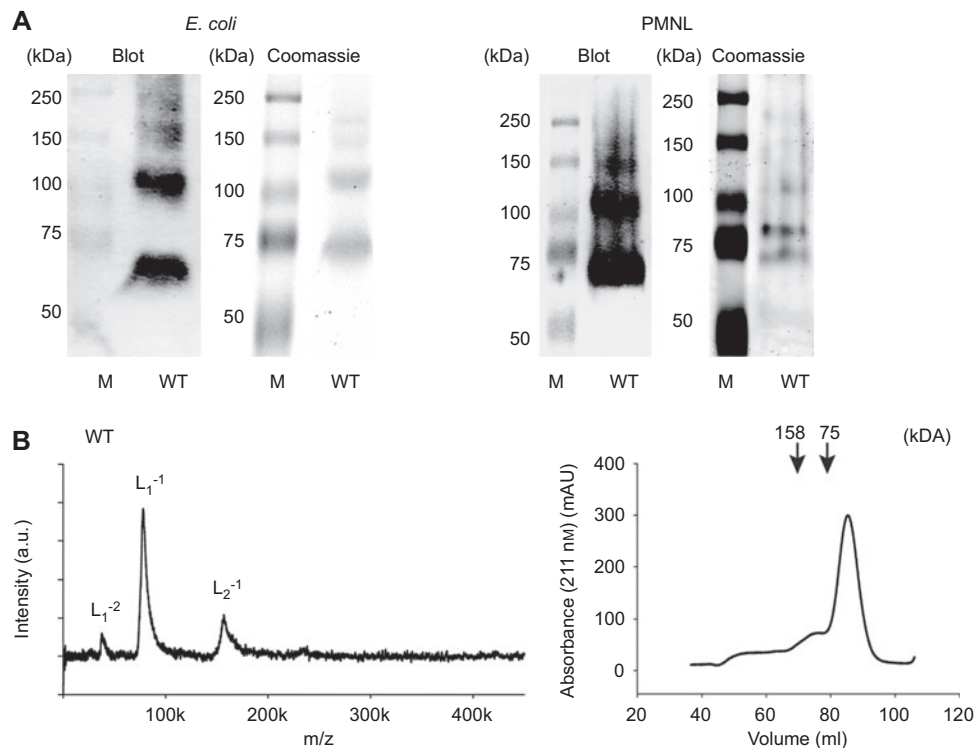 A
E. coli
PMNL
(kDa) Blot (kDa) Coomassie
(kDa) Blot (kDa) Coomassie
250
150
100
75
50
250
150
100
75
50
250
150
100
75
50
250
150
100
75
50
M WT M WT
M WT M WT
B
WT
L₁⁻²
L₁⁻¹
L₂⁻¹
Intensity (a.u.)
100k 200k 300k 400k
m/z
158 75 (kDA)
Absorbance (211 nM) (mAU)
400
300
200
100
0
20 40 60 80 100 120
Volume (ml)